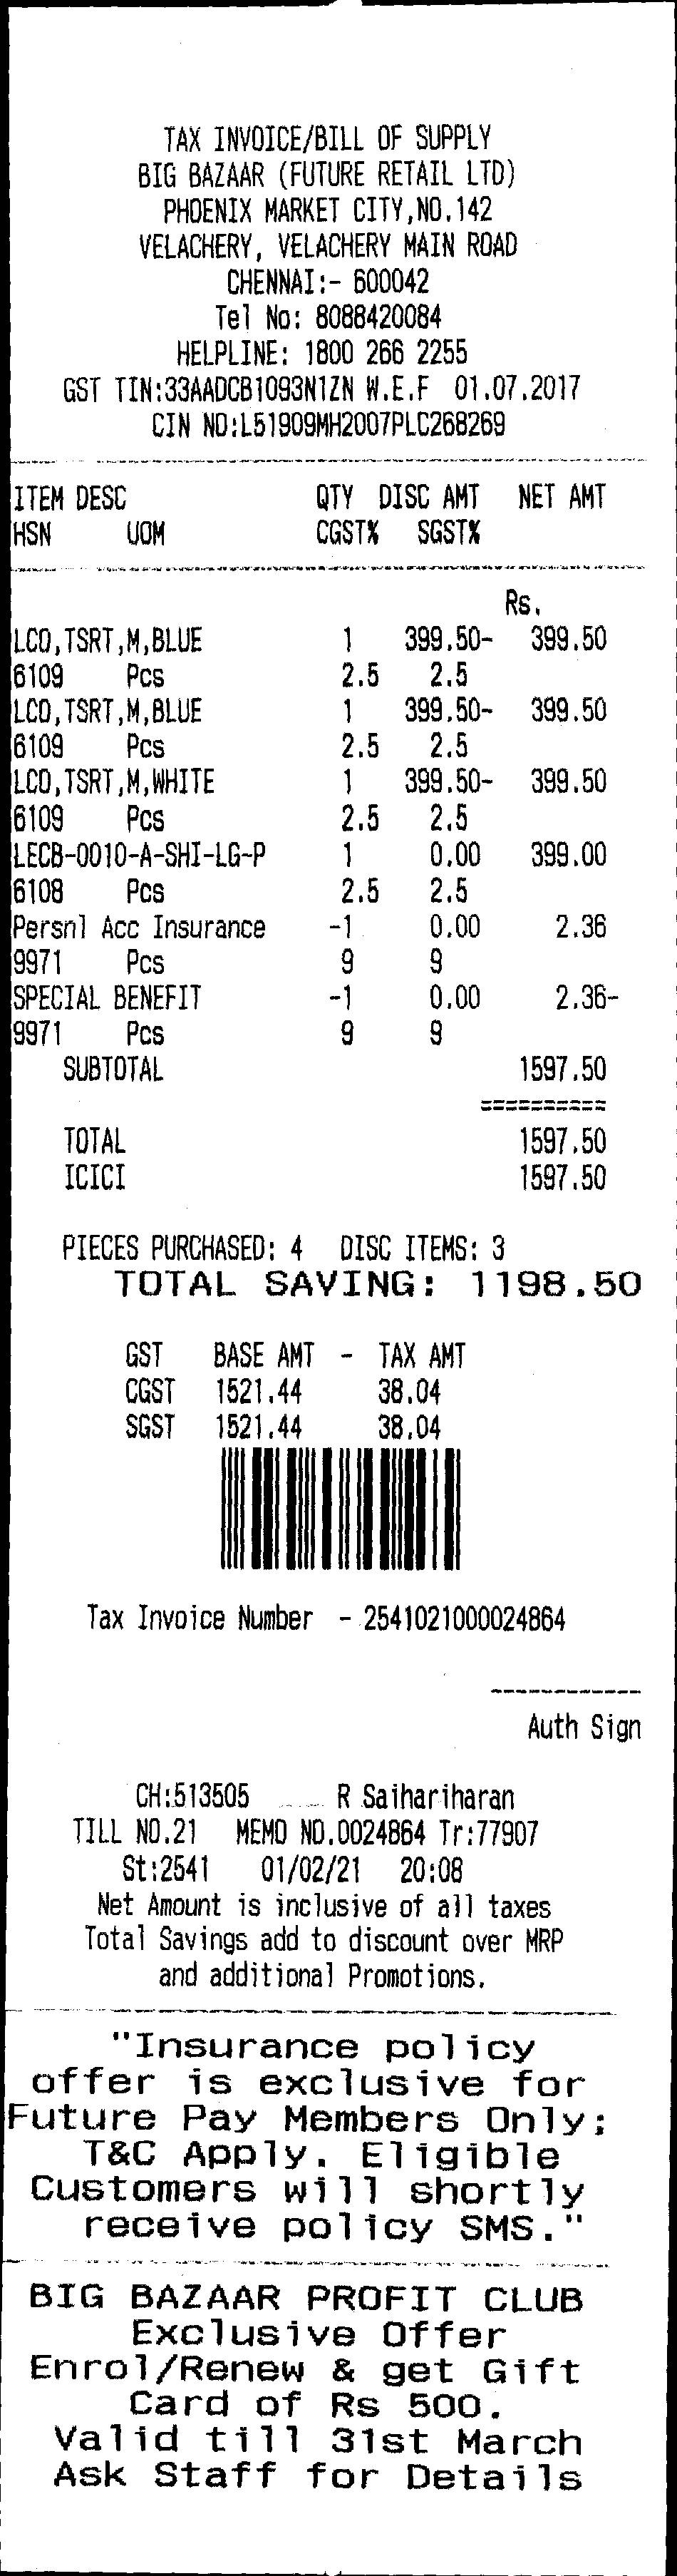 TAX INVOICE/BILL OF SUPPLY
BIG BAZAAR (FUTURE RETAIL LTD)
PHOENIX MARKET CITY,NO.142
VELACHERY, VELACHERY MAIN ROAD
CHENNAI:- 600042
Tel No: 8088420084
HELPLINE: 1800 266 2255
GST TIN:33AADCB1093N1ZN W.E.F 01.07.2017
CIN NO:L51909MH2007PLC268269
ITEM DESC QTY DISC AMT NET AMT
HSN UOM CGST% SGST%
Rs.
LCO,TSRT,M,BLUE 1 399.50- 399.50
6109 Pcs 2.5 2.5
LCO,TSRT,M,BLUE 1 399.50- 399.50
6109 Pcs 2.5 2.5
LCO,TSRT,M,WHITE 1 399.50- 399.50
6109 Pcs 2.5 2.5
LECB-0010-A-SHI-LG-P 1 0.00 399.00
6108 Pcs 2.5 2.5
Persnl Acc Insurance -1 0.00 2.36
9971 Pcs 9 9
SPECIAL BENEFIT -1 0.00 2.36-
9971 Pcs 9 9
SUBTOTAL 1597.50
==========
TOTAL 1597.50
ICICI 1597.50
PIECES PURCHASED: 4 DISC ITEMS: 3
TOTAL SAVING: 1198.50
GST BASE AMT - TAX AMT
CGST 1521.44 38.04
SGST 1521.44 38.04
Tax Invoice Number - 2541021000024864
Auth Sign
CH:513505 R Saihariharan
TILL NO.21 MEMO NO.0024864 Tr:77907
St:2541 01/02/21 20:08
Net Amount is inclusive of all taxes
Total Savings add to discount over MRP
and additional Promotions.
"Insurance policy
offer is exclusive for
Future Pay Members Only;
T&C Apply. Eligible
Customers will shortly
receive policy SMS."
BIG BAZAAR PROFIT CLUB
Exclusive Offer
Enrol/Renew & get Gift
Card of Rs 500.
Valid till 31st March
Ask Staff for Details